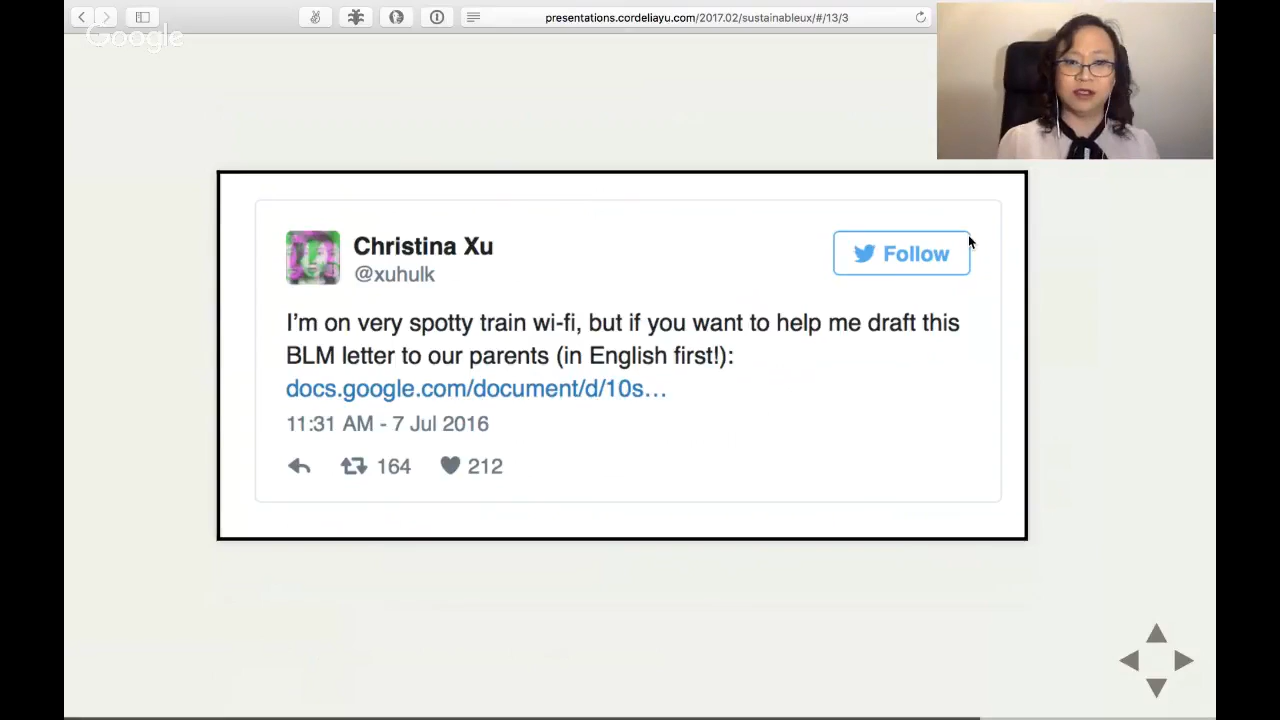 presentations.cordeliayu.com/2017.02/sustainableux/#/13/3
Google
Christina Xu
@xuhulk
Follow
I'm on very spotty train wi-fi, but if you want to help me draft this
BLM letter to our parents (in English first!):
docs.google.com/document/d/10s…
11:31 AM - 7 Jul 2016
164 212